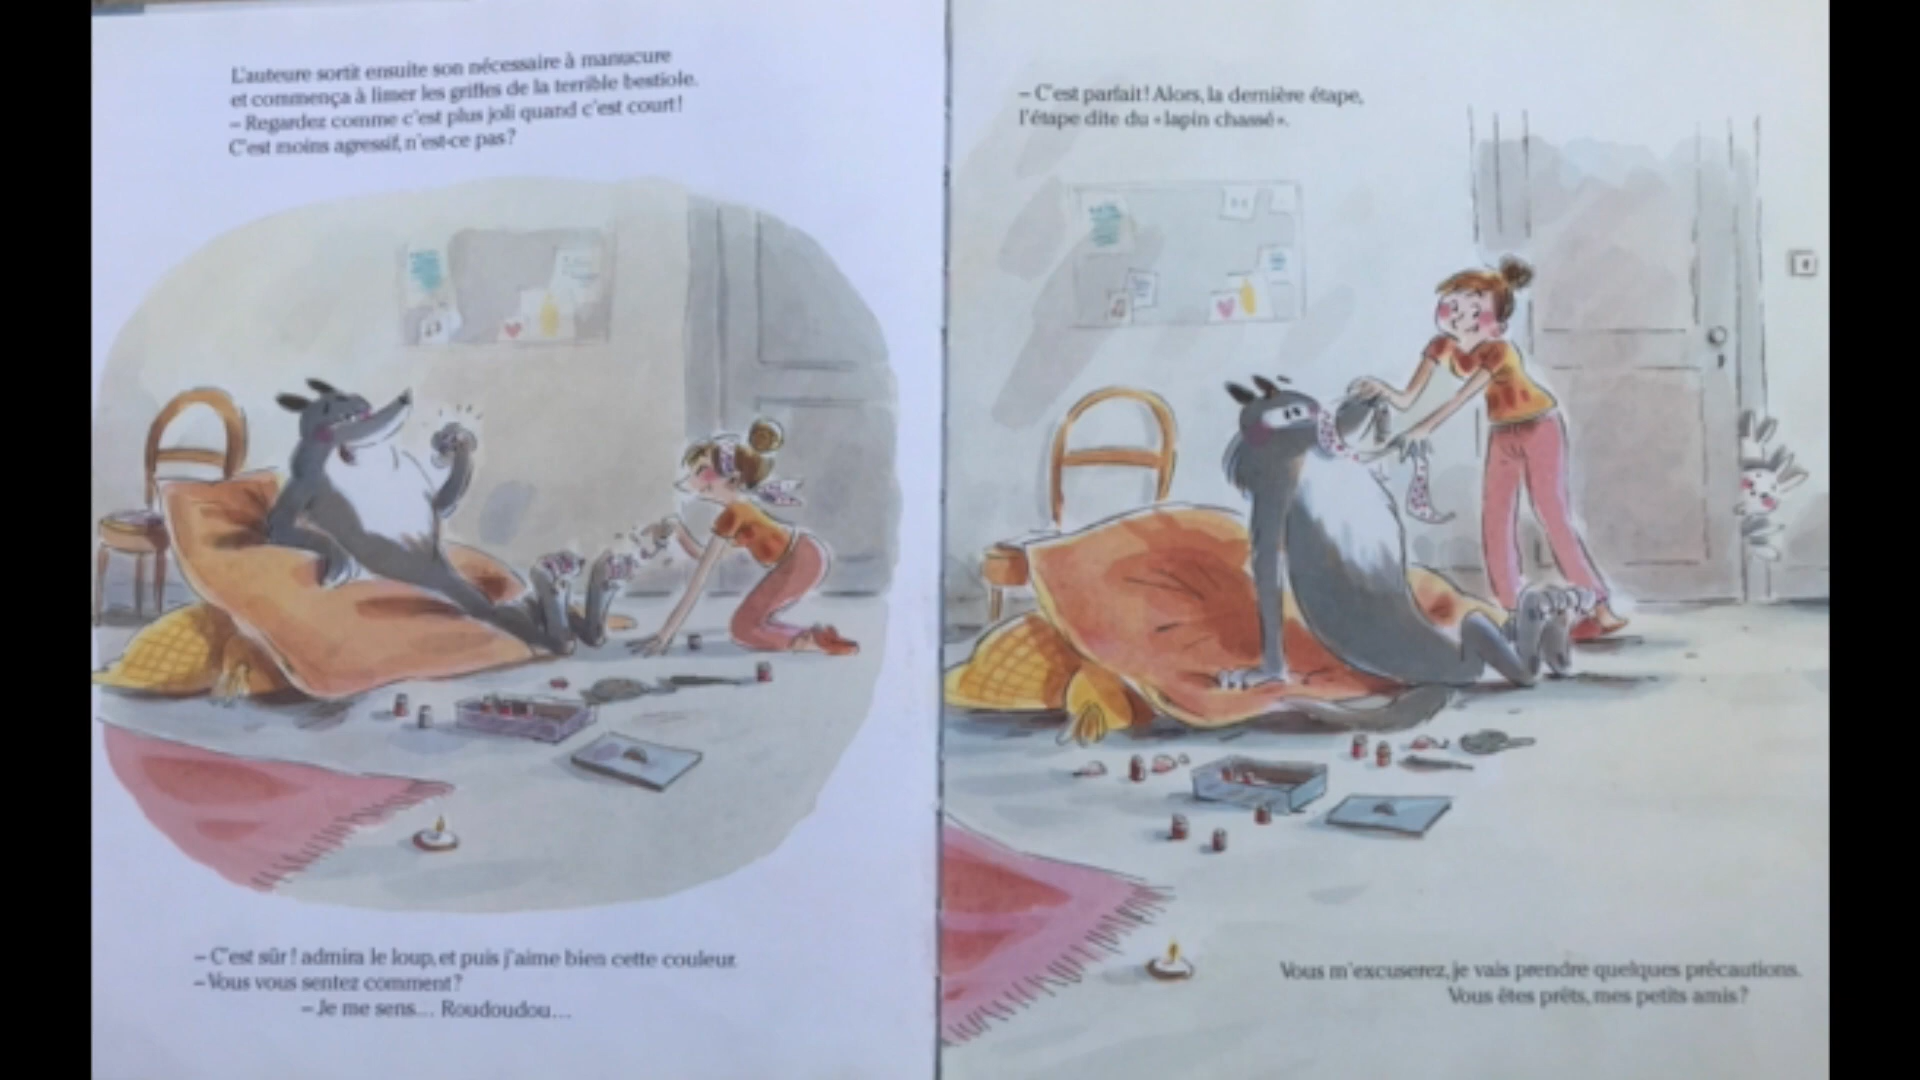 L'auteure sortit ensuite son nécessaire à manucure
et commença à limer les griffes de la terrible bestiole.
– Regardez comme c'est plus joli quand c'est court !
C'est moins agressif, n'est-ce pas ?
– C'est sûr ! admira le loup, et puis j'aime bien cette couleur.
– Vous vous sentez comment ?
– Je me sens… Roudoudou…
– C'est parfait ! Alors, la dernière étape,
l'étape dite du « lapin chassé ».
Vous m'excuserez, je vais prendre quelques précautions.
Vous êtes prêts, mes petits amis ?